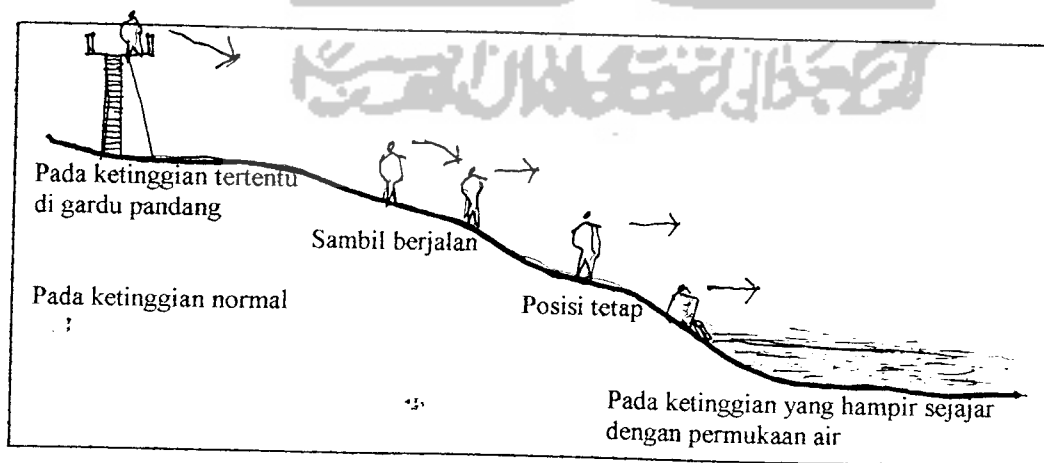 Pada ketinggian tertentu
di gardu pandang
Sambil berjalan
Pada ketinggian normal
Posisi tetap
Pada ketinggian yang hampir sejajar
dengan permukaan air